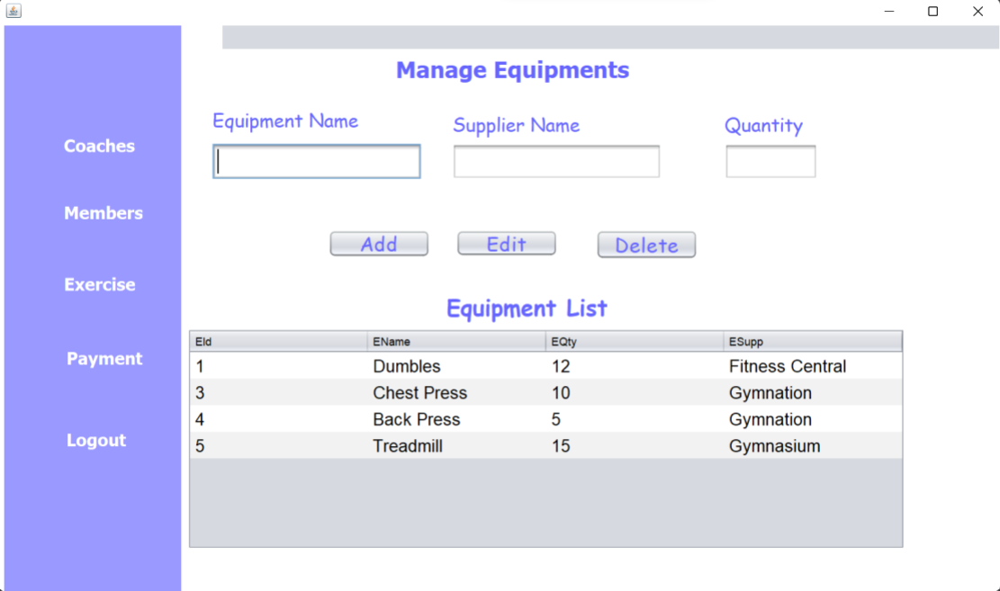 Manage Equipments
Equipment Name Supplier Name Quantity
Coaches
Members
Add Edit Delete
Exercise
Equipment List
EId EName EQty ESupp
1 Dumbles 12 Fitness Central
Payment
3 Chest Press 10 Gymnation
4 Back Press 5 Gymnation
Logout
5 Treadmill 15 Gymnasium